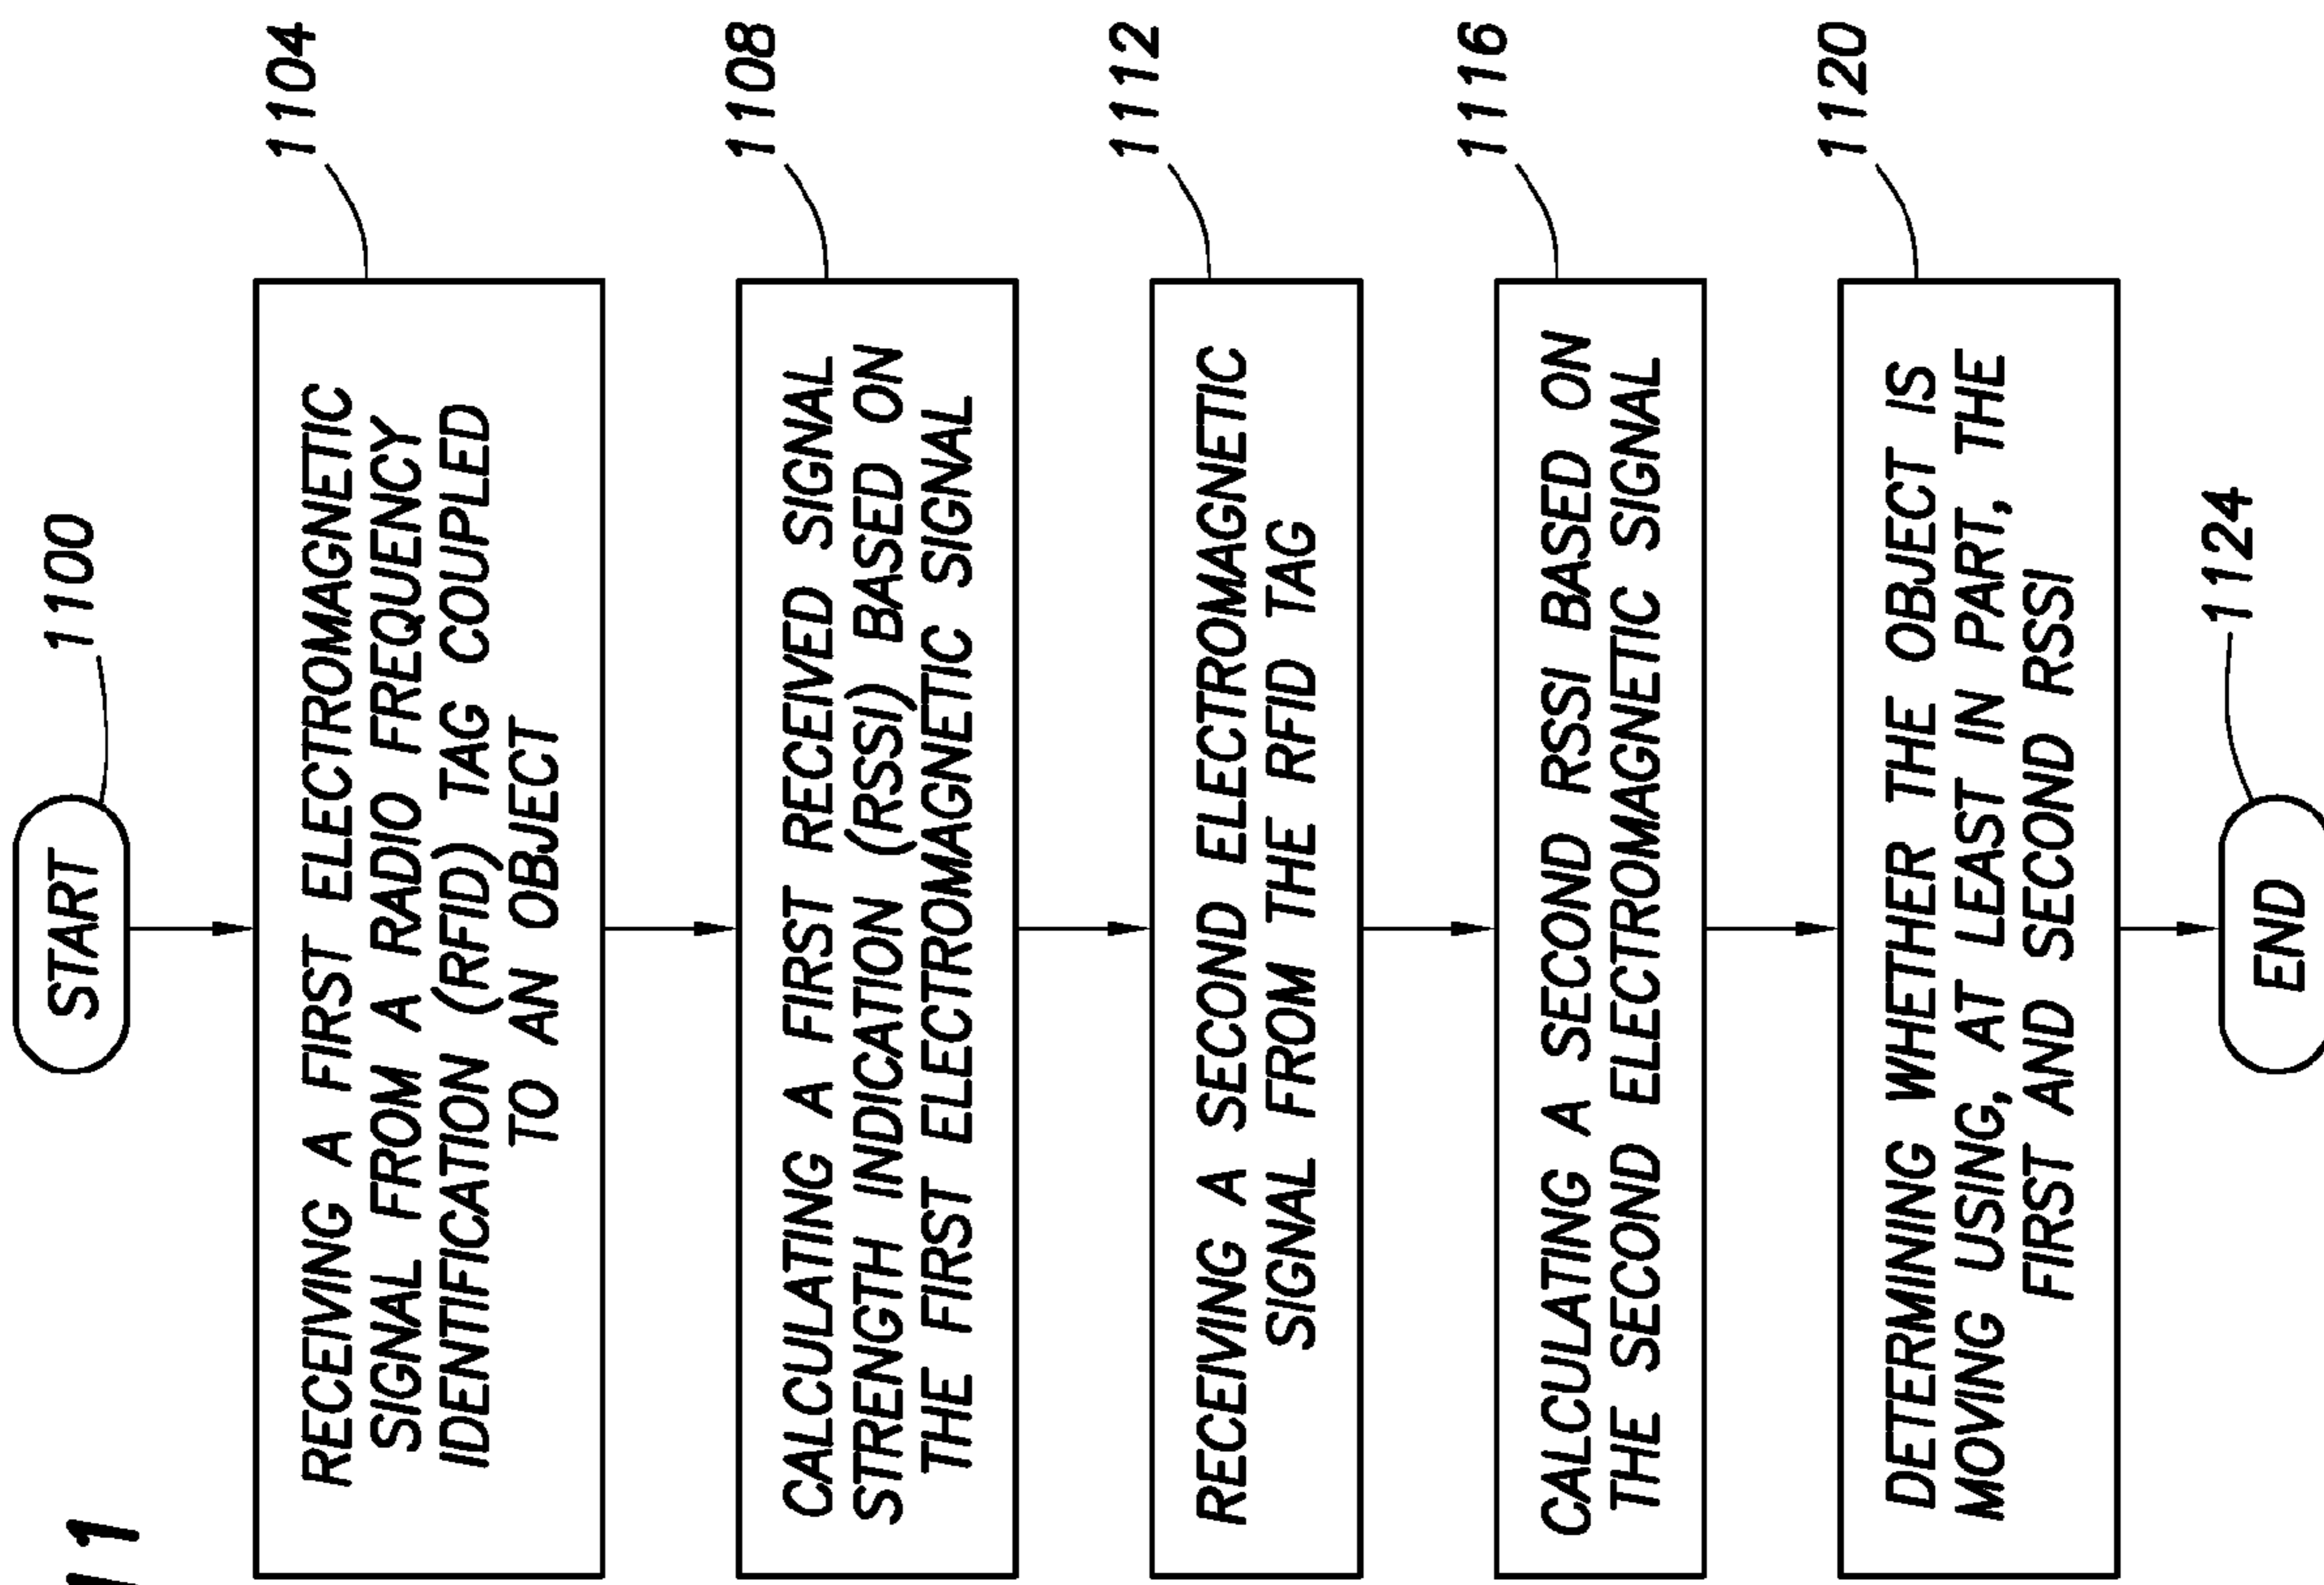 11
START
1100
RECEIVING A FIRST ELECTROMAGNETIC
SIGNAL FROM A RADIO FREQUENCY
IDENTIFICATION (RFID) TAG COUPLED
TO AN OBJECT
1104
CALCULATING A FIRST RECEIVED SIGNAL
STRENGTH INDICATION (RSSI) BASED ON
THE FIRST ELECTROMAGNETIC SIGNAL
1108
RECEIVING A SECOND ELECTROMAGNETIC
SIGNAL FROM THE RFID TAG
1112
CALCULATING A SECOND RSSI BASED ON
THE SECOND ELECTROMAGNETIC SIGNAL
1116
DETERMINING WHETHER THE OBJECT IS
MOVING USING, AT LEAST IN PART, THE
FIRST AND SECOND RSSI
1120
END
1124